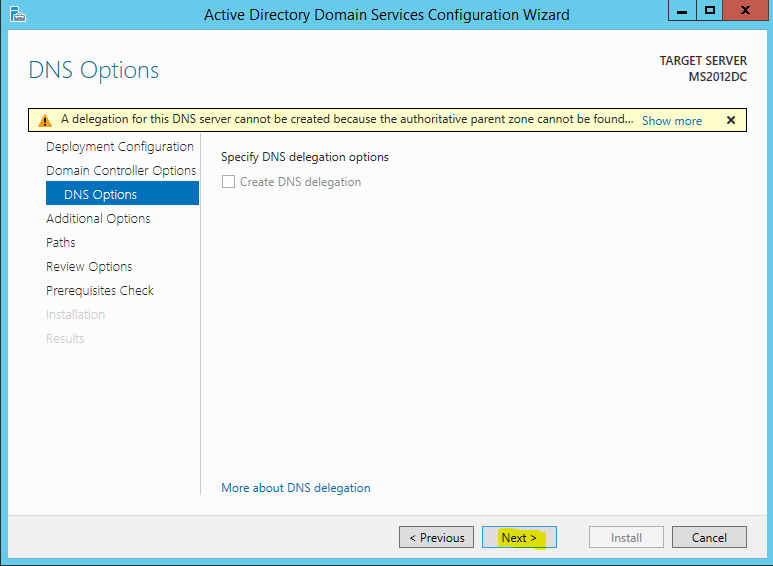 Active Directory Domain Services Configuration Wizard
DNS Options
TARGET SERVER
MS2012DC
A delegation for this DNS server cannot be created because the authoritative parent zone cannot be found... Show more
Deployment Configuration
Domain Controller Options
DNS Options
Additional Options
Paths
Review Options
Prerequisites Check
Installation
Results
Specify DNS delegation options
Create DNS delegation
More about DNS delegation
< Previous Next > Install Cancel